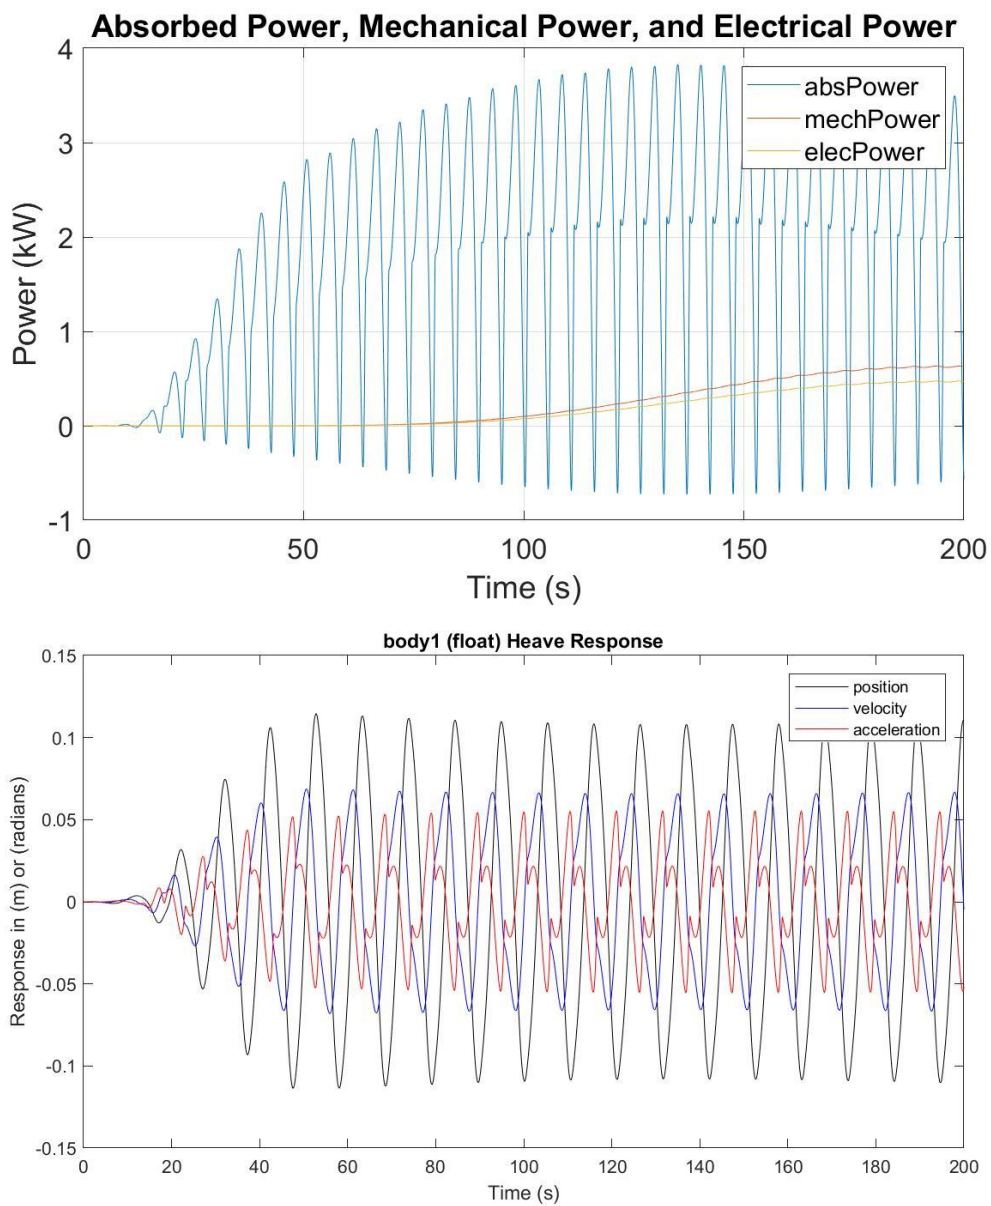 Absorbed Power, Mechanical Power, and Electrical Power
4
absPower
mechPower
elecPower
3
2
1
0
-1
Power (kW)
0 50 100 150 200
Time (s)
body1 (float) Heave Response
0.15
position
velocity
acceleration
0.1
0.05
0
-0.05
-0.1
-0.15
Response in (m) or (radians)
0 20 40 60 80 100 120 140 160 180 200
Time (s)